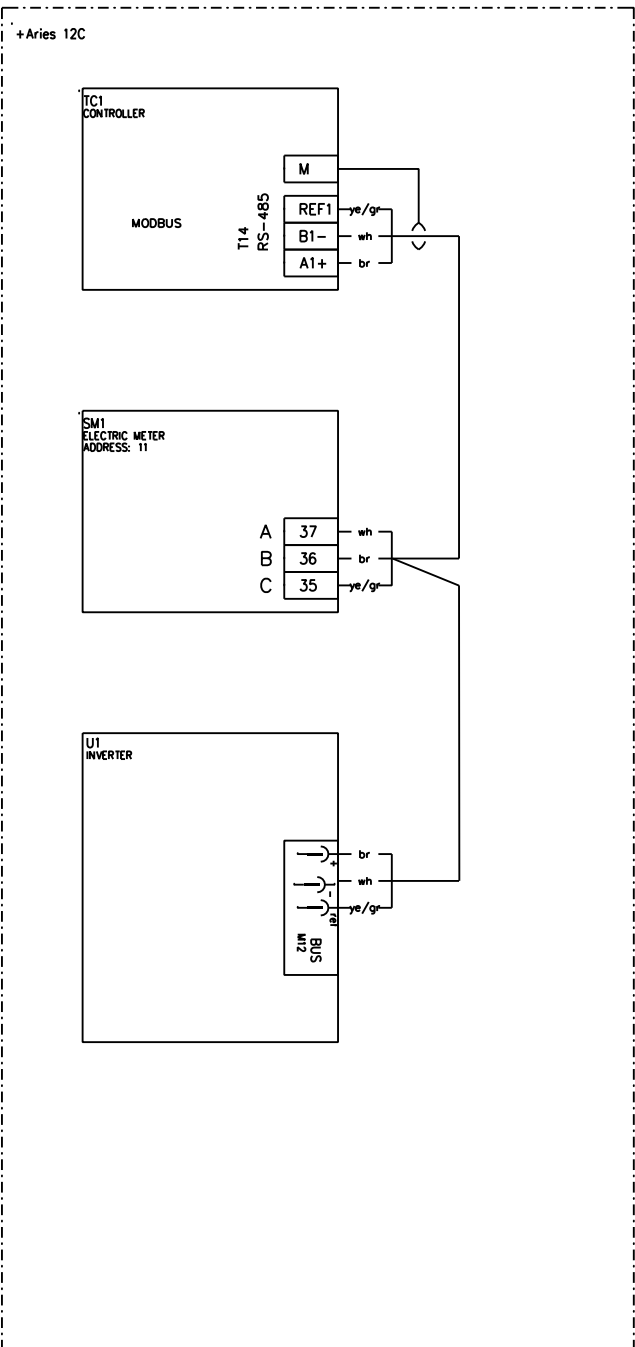 +Aries 12C
TC1
CONTROLLER
M
REF1 ye/gr
MODBUS
T14
RS-485
B1- wh
A1+ br
SM1
ELECTRIC METER
ADDRESS: 11
A 37 wh
B 36 br
C 35 ye/gr
U1
INVERTER
br
+
wh
-
ye/gr
ref
BUS
M12